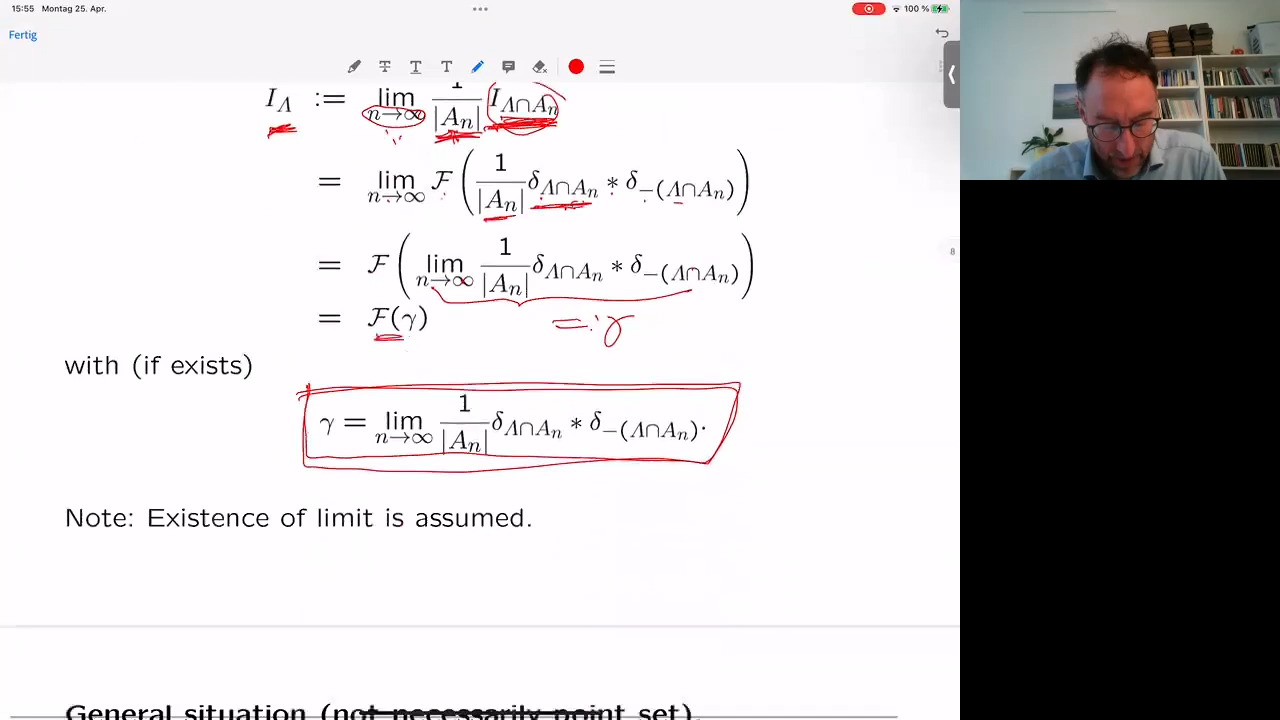 15:55 Montag 25. Apr.
100 %
Fertig
I_Λ := lim_{n→∞} 1/|A_n| I_{Λ∩A_n}
= lim_{n→∞} ℱ ( 1/|A_n| δ_{Λ∩A_n} * δ_{−(Λ∩A_n)} )
= ℱ ( lim_{n→∞} 1/|A_n| δ_{Λ∩A_n} * δ_{−(Λ∩A_n)} )
= ℱ(γ) =: γ
with (if exists)
γ = lim_{n→∞} 1/|A_n| δ_{Λ∩A_n} * δ_{−(Λ∩A_n)}.
Note: Existence of limit is assumed.
General situation (not necessarily point set).
8